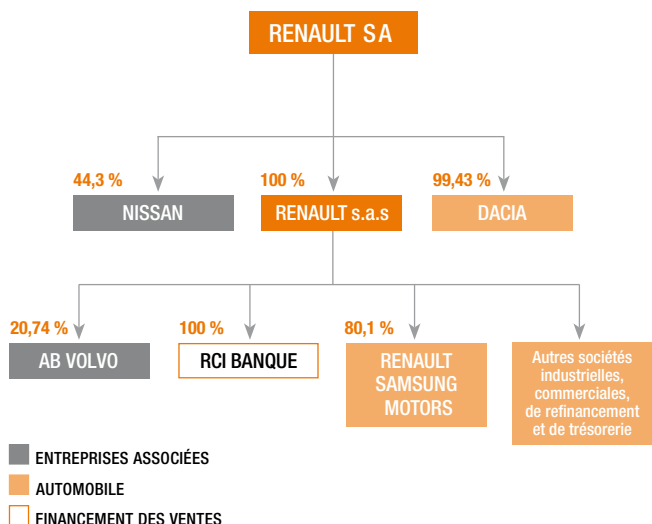 RENAULT SA
44,3 %
100 %
99,43 %
NISSAN
RENAULT s.a.s
DACIA
20,74 %
100 %
80,1 %
AB VOLVO
RCI BANQUE
RENAULT
SAMSUNG
MOTORS
Autres sociétés
industrielles,
commerciales,
de refinancement
et de trésorerie
ENTREPRISES ASSOCIÉES
AUTOMOBILE
FINANCEMENT DES VENTES